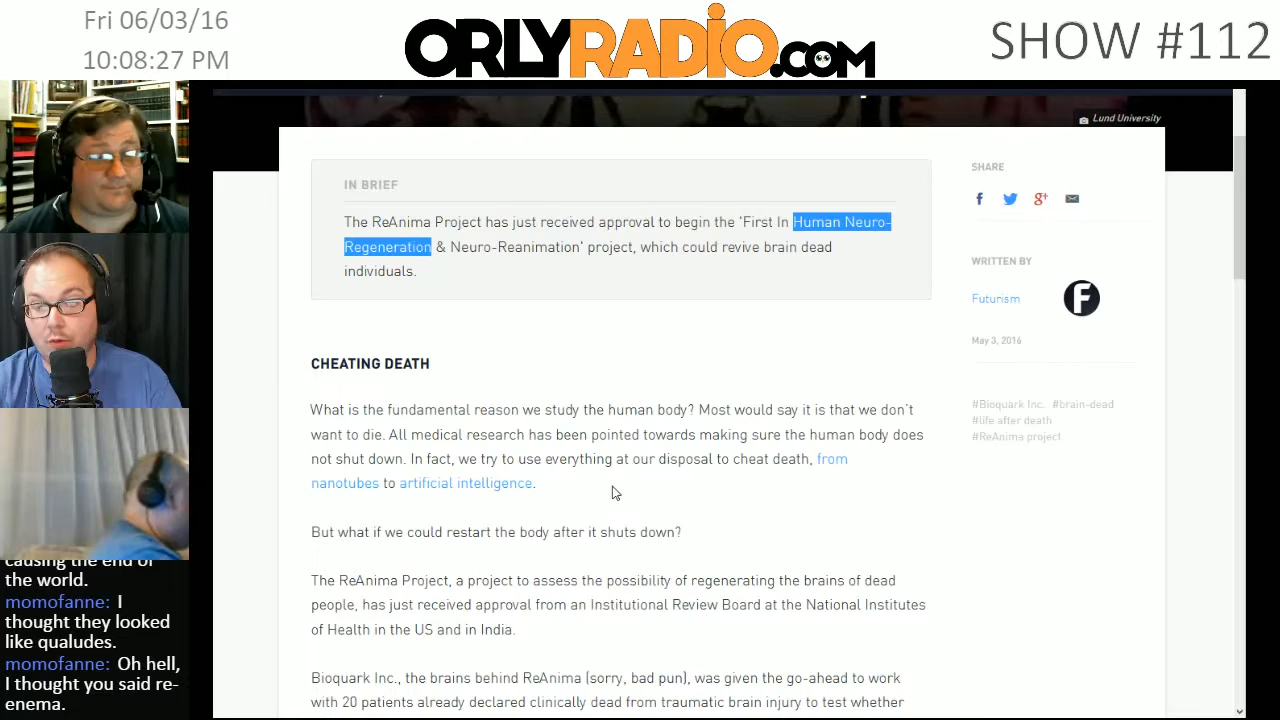 Fri 06/03/16
10:08:27 PM
ORLYRADIO.COM
SHOW #112
Lund University
IN BRIEF
The ReAnima Project has just received approval to begin the 'First In Human Neuro-
Regeneration & Neuro-Reanimation' project, which could revive brain dead
individuals.
SHARE
WRITTEN BY
Futurism
May 3, 2016
#Bioquark Inc. #brain-dead
#life after death
#ReAnima project
CHEATING DEATH
What is the fundamental reason we study the human body? Most would say it is that we don't
want to die. All medical research has been pointed towards making sure the human body does
not shut down. In fact, we try to use everything at our disposal to cheat death, from
nanotubes to artificial intelligence.
But what if we could restart the body after it shuts down?
The ReAnima Project, a project to assess the possibility of regenerating the brains of dead
people, has just received approval from an Institutional Review Board at the National Institutes
of Health in the US and in India.
Bioquark Inc., the brains behind ReAnima (sorry, bad pun), was given the go-ahead to work
with 20 patients already declared clinically dead from traumatic brain injury to test whether
causing the end of
the world.
momofanne: I
thought they looked
like qualudes.
momofanne: Oh hell,
I thought you said re-
enema.